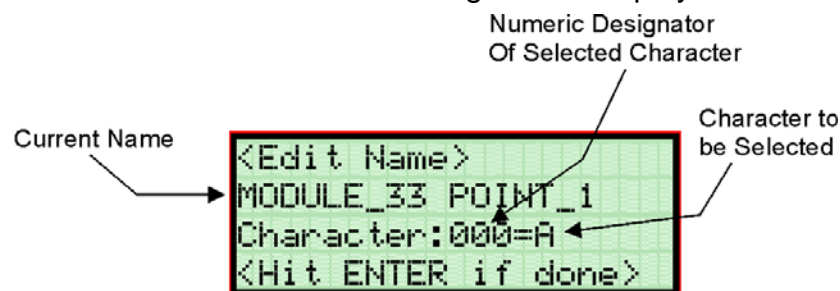 Numeric Designator
Of Selected Character
Character to
be Selected
Current Name
<Edit Name>
MODULE_33 POINT_1
Character:000=A
<Hit ENTER if done>